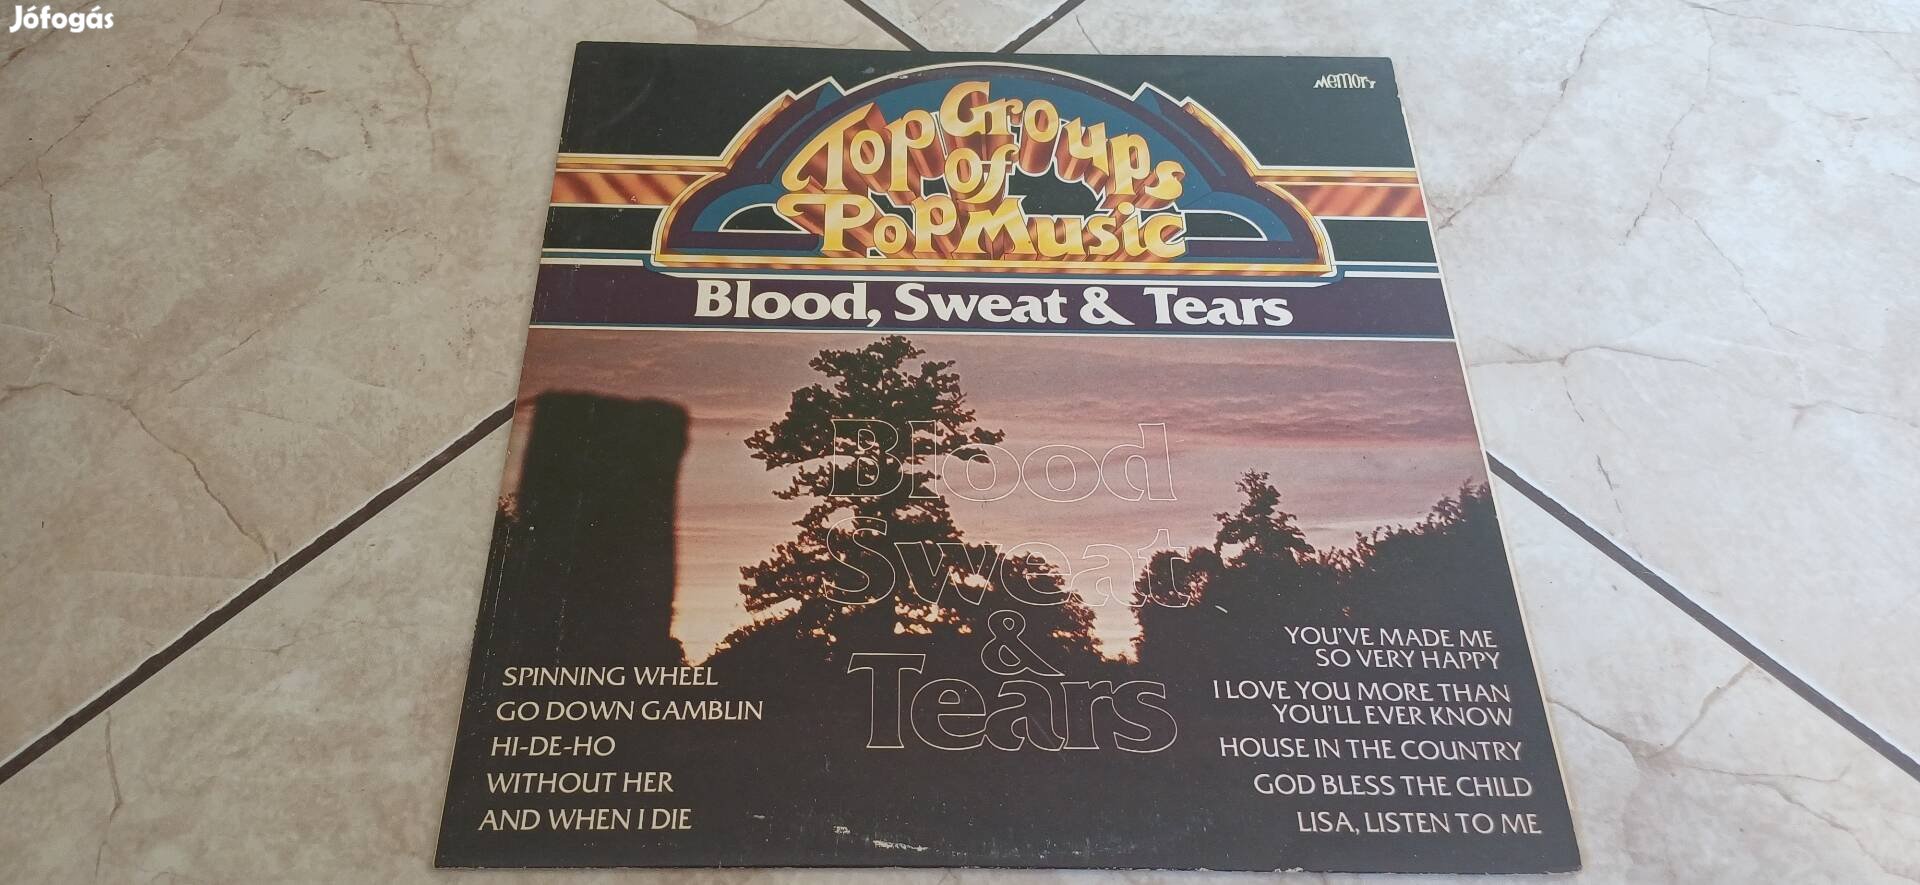 Jófogás
MEMORY
Top Groups
of
Pop Music
Blood, Sweat & Tears
Blood
Sweat
&
Tears
SPINNING WHEEL
GO DOWN GAMBLIN
HI-DE-HO
WITHOUT HER
AND WHEN I DIE
YOU'VE MADE ME
SO VERY HAPPY
I LOVE YOU MORE THAN
YOU'LL EVER KNOW
HOUSE IN THE COUNTRY
GOD BLESS THE CHILD
LISA, LISTEN TO ME